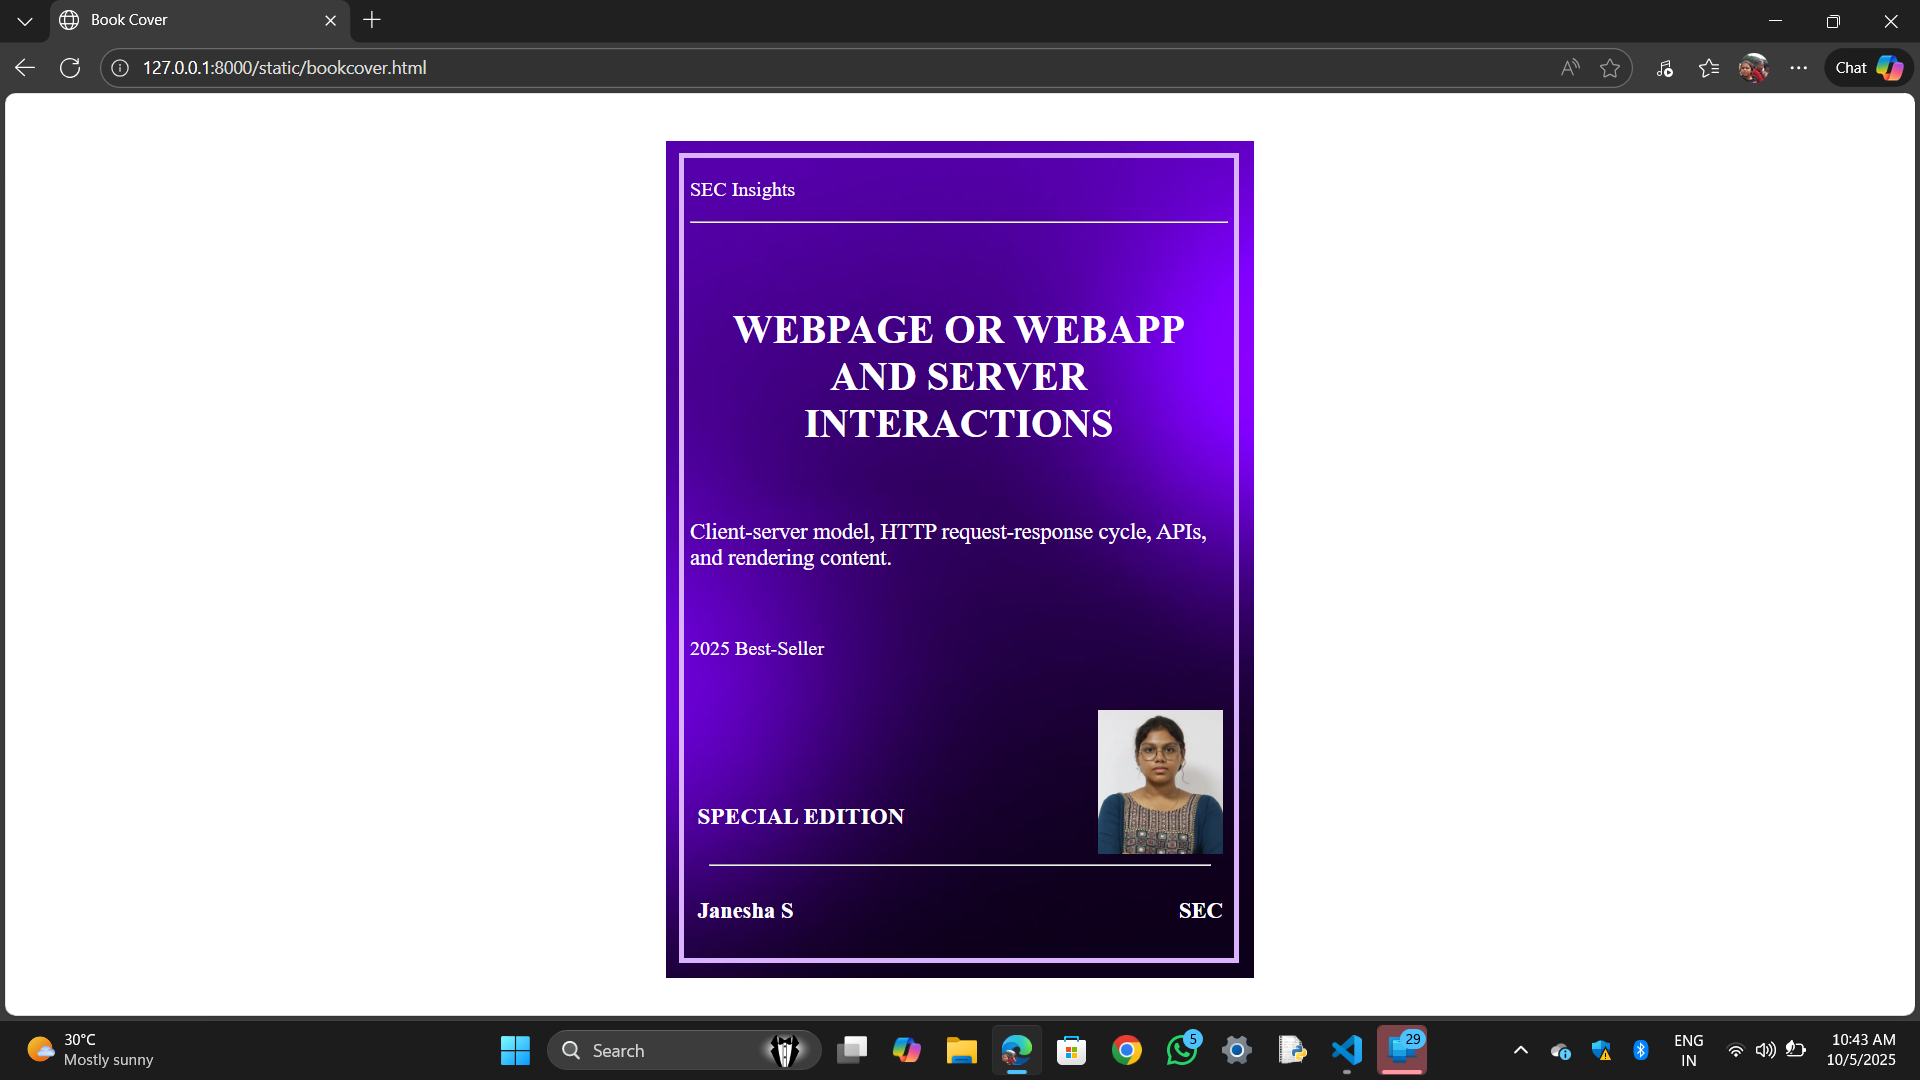 Book Cover
127.0.0.1:8000/static/bookcover.html
Chat
SEC Insights
WEBPAGE OR WEBAPP
AND SERVER
INTERACTIONS
Client-server model, HTTP request-response cycle, APIs,
and rendering content.
2025 Best-Seller
SPECIAL EDITION
Janesha S
SEC
30°C
Mostly sunny
Search
5
29
ENG
IN
10:43 AM
10/5/2025